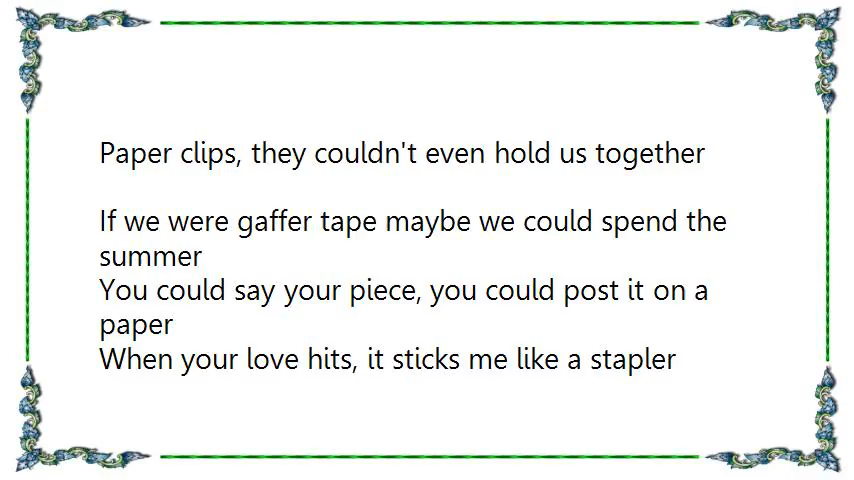 Paper clips, they couldn't even hold us together
If we were gaffer tape maybe we could spend the
summer
You could say your piece, you could post it on a
paper
When your love hits, it sticks me like a stapler